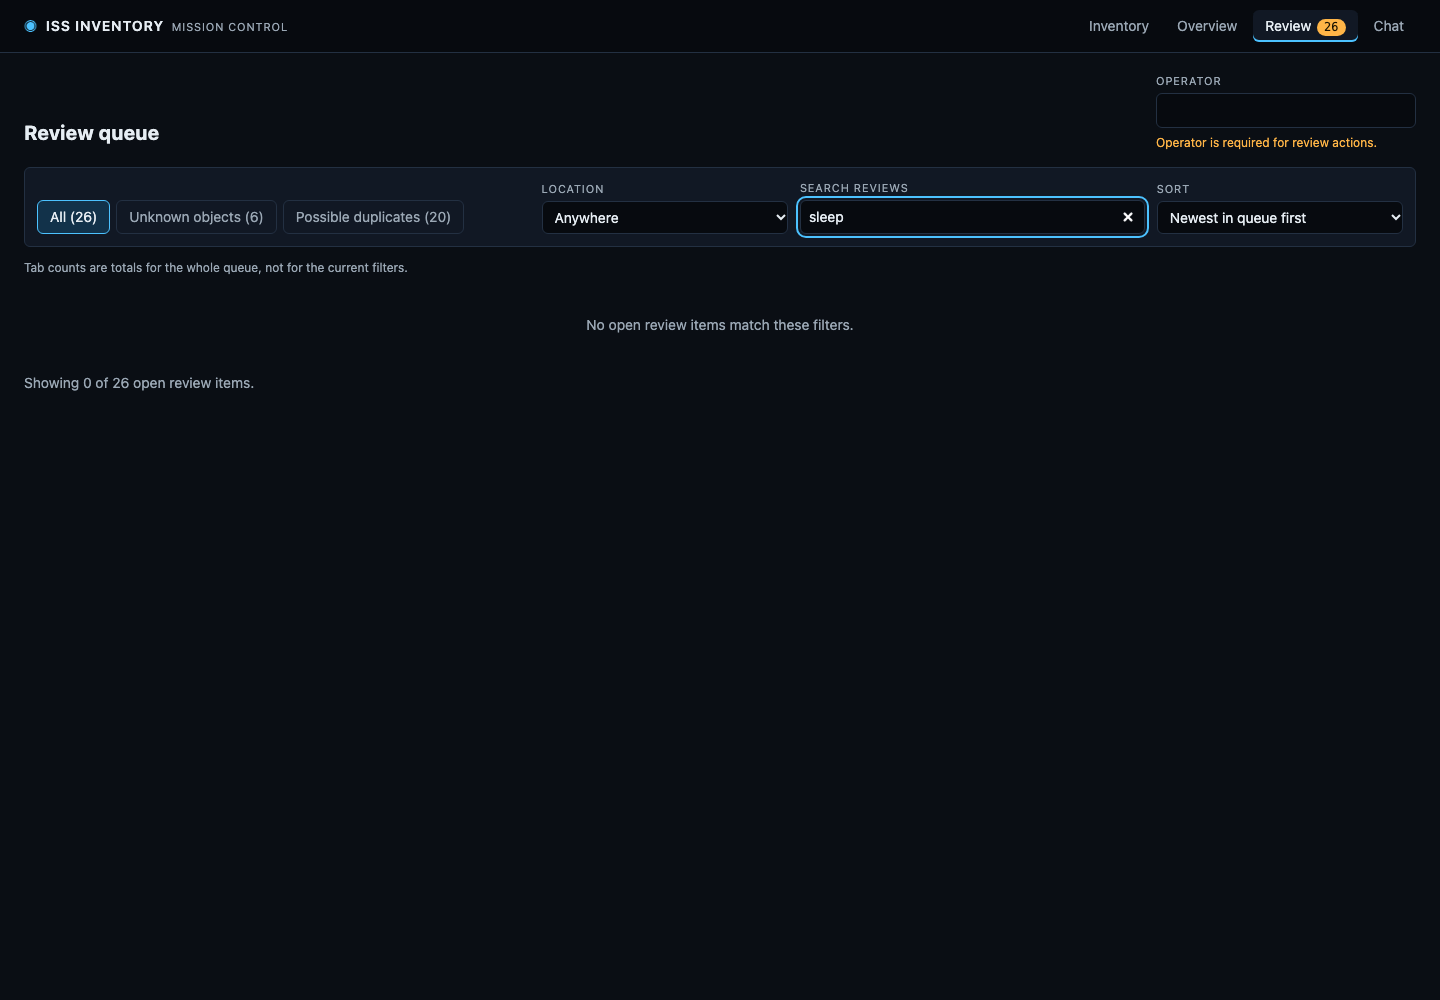 ISS INVENTORY MISSION CONTROL
Inventory Overview Review 26 Chat
OPERATOR
Review queue
Operator is required for review actions.
All (26) Unknown objects (6) Possible duplicates (20)
LOCATION
Anywhere
SEARCH REVIEWS
sleep
SORT
Newest in queue first
Tab counts are totals for the whole queue, not for the current filters.
No open review items match these filters.
Showing 0 of 26 open review items.